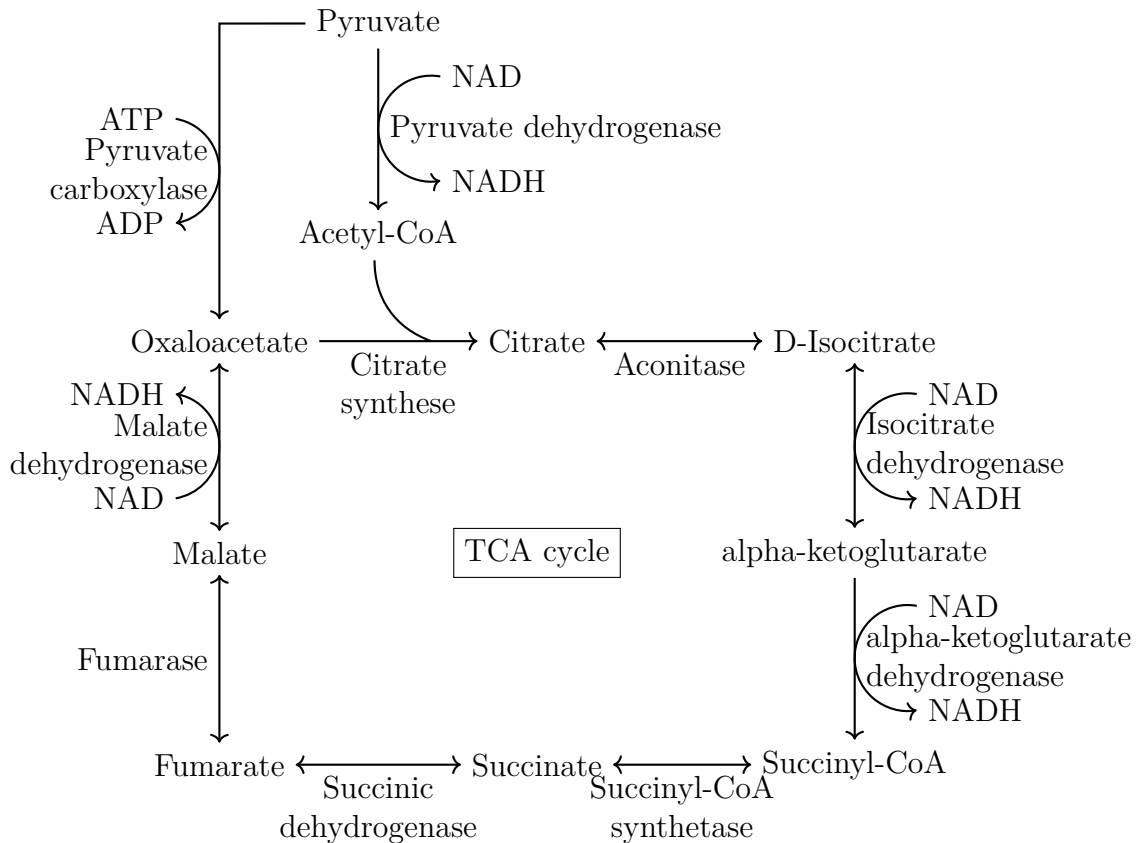 Pyruvate
NAD
ATP
Pyruvate dehydrogenase
Pyruvate
carboxylase
NADH
ADP
Acetyl-CoA
Oxaloacetate
Citrate
D-Isocitrate
Citrate
synthese
Aconitase
NADH
Malate
dehydrogenase
NAD
NAD
Isocitrate
dehydrogenase
NADH
Malate
TCA cycle
alpha-ketoglutarate
NAD
alpha-ketoglutarate
dehydrogenase
NADH
Fumarase
Fumarate
Succinate
Succinyl-CoA
Succinic
dehydrogenase
Succinyl-CoA
synthetase